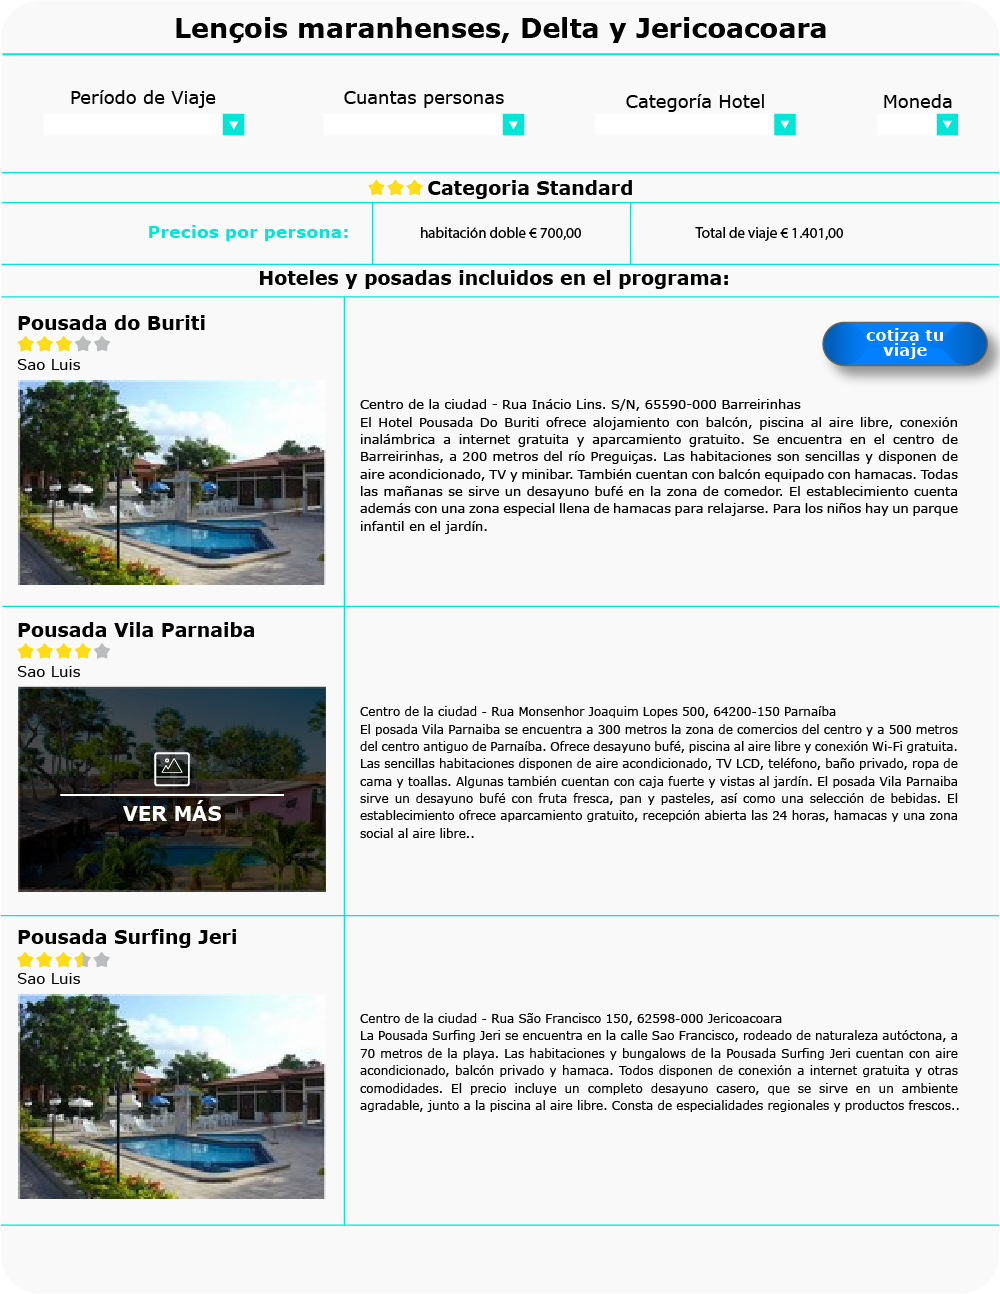 Lençois maranhenses, Delta y Jericoacoara
Período de Viaje
Cuantas personas
Categoría Hotel
Moneda
Categoria Standard
Precios por persona:
habitación doble € 700,00
Total de viaje € 1.401,00
Hoteles y posadas incluidos en el programa:
Pousada do Buriti
Sao Luis
cotiza tu
viaje
Centro de la ciudad - Rua Inácio Lins. S/N, 65590-000 Barreirinhas
El Hotel Pousada Do Buriti ofrece alojamiento con balcón, piscina al aire libre, conexión
inalámbrica a internet gratuita y aparcamiento gratuito. Se encuentra en el centro de
Barreirinhas, a 200 metros del río Preguiças. Las habitaciones son sencillas y disponen de
aire acondicionado, TV y minibar. También cuentan con balcón equipado con hamacas. Todas
las mañanas se sirve un desayuno bufé en la zona de comedor. El establecimiento cuenta
además con una zona especial llena de hamacas para relajarse. Para los niños hay un parque
infantil en el jardín.
Pousada Vila Parnaiba
Sao Luis
VER MÁS
Centro de la ciudad - Rua Monsenhor Joaquim Lopes 500, 64200-150 Parnaíba
El posada Vila Parnaiba se encuentra a 300 metros la zona de comercios del centro y a 500 metros
del centro antiguo de Parnaíba. Ofrece desayuno bufé, piscina al aire libre y conexión Wi-Fi gratuita.
Las sencillas habitaciones disponen de aire acondicionado, TV LCD, teléfono, baño privado, ropa de
cama y toallas. Algunas también cuentan con caja fuerte y vistas al jardín. El posada Vila Parnaiba
sirve un desayuno bufé con fruta fresca, pan y pasteles, así como una selección de bebidas. El
establecimiento ofrece aparcamiento gratuito, recepción abierta las 24 horas, hamacas y una zona
social al aire libre..
Pousada Surfing Jeri
Sao Luis
Centro de la ciudad - Rua São Francisco 150, 62598-000 Jericoacoara
La Pousada Surfing Jeri se encuentra en la calle Sao Francisco, rodeado de naturaleza autóctona, a
70 metros de la playa. Las habitaciones y bungalows de la Pousada Surfing Jeri cuentan con aire
acondicionado, balcón privado y hamaca. Todos disponen de conexión a internet gratuita y otras
comodidades. El precio incluye un completo desayuno casero, que se sirve en un ambiente
agradable, junto a la piscina al aire libre. Consta de especialidades regionales y productos frescos..